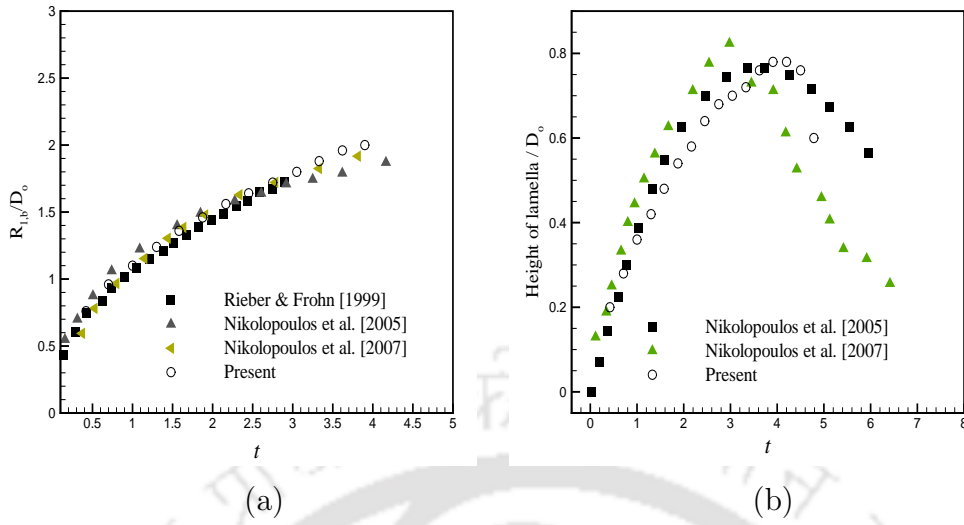 3
2.5
2
1.5
1
0.5
0
R1,b/Do
Rieber & Frohn [1999]
Nikolopoulos et al. [2005]
Nikolopoulos et al. [2007]
Present
0.5 1 1.5 2 2.5 3 3.5 4 4.5 5
t
(a)
0.8
0.6
0.4
0.2
0
Height of lamella / Do
Nikolopoulos et al. [2005]
Nikolopoulos et al. [2007]
Present
0 1 2 3 4 5 6 7 8
t
(b)